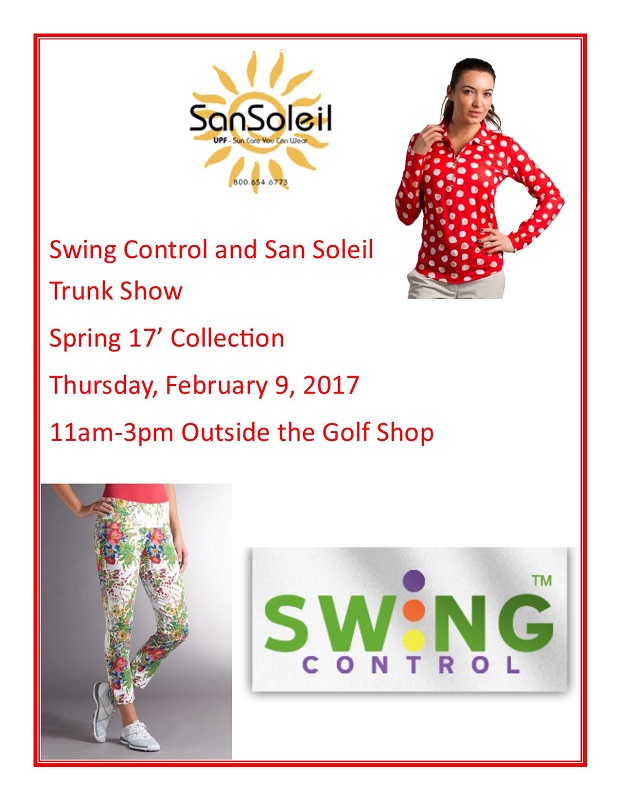 SanSoleil
UPF - Sun Care You Can Wear
800.654.6773
Swing Control and San Soleil
Trunk Show
Spring 17’ Collection
Thursday, February 9, 2017
11am-3pm Outside the Golf Shop
SWING TM
CONTROL